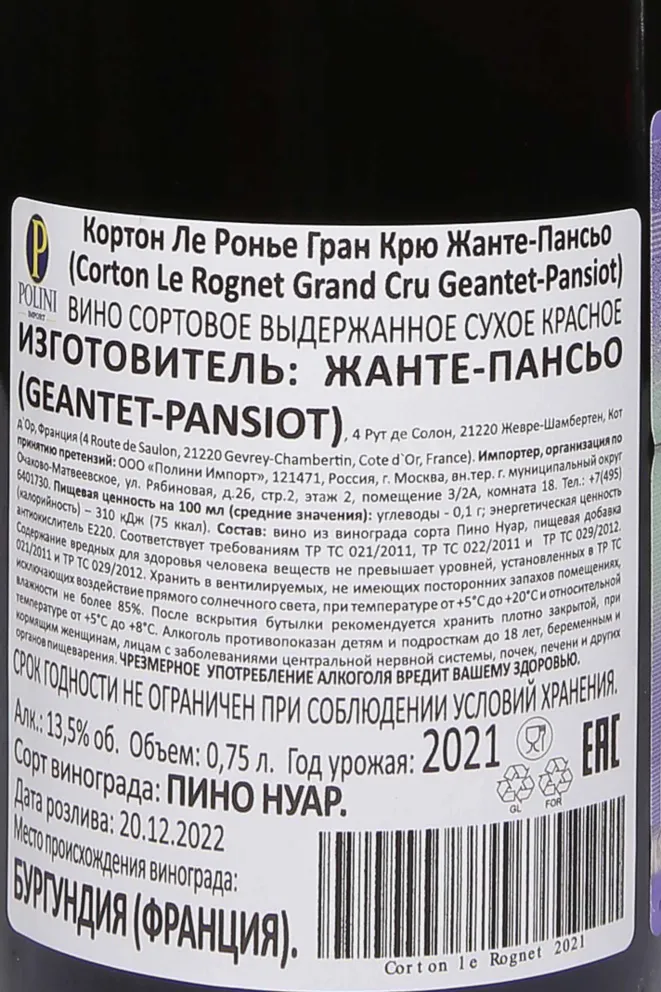 Кортон Ле Ронье Гран Крю Жанте-Пансьо
(Corton Le Rognet Grand Cru Geantet-Pansiot)
POLINI
IMPORT
ВИНО СОРТОВОЕ ВЫДЕРЖАННОЕ СУХОЕ КРАСНОЕ
ИЗГОТОВИТЕЛЬ: ЖАНТЕ-ПАНСЬО
(GEANTET-PANSIOT), 4 Рут де Солон, 21220 Жевре-Шамбертен, Кот
д`Ор, Франция (4 Route de Saulon, 21220 Gevrey-Chambertin, Cote d`Or, France). Импортер, организация по
принятию претензий: ООО «Полини Импорт», 121471, Россия, г. Москва, вн.тер. г. муниципальный округ
Очаково-Матвеевское, ул. Рябиновая, д.26, стр.2, этаж 2, помещение 3/2А, комната 18. Тел.: +7(495)
6401730. Пищевая ценность на 100 мл (средние значения): углеводы - 0,1 г; энергетическая ценность
(калорийность) – 310 кДж (75 ккал). Состав: вино из винограда сорта Пино Нуар, пищевая добавка
антиокислитель Е220. Соответствует требованиям ТР ТС 021/2011, ТР ТС 022/2011 и ТР ТС 029/2012.
Содержание вредных для здоровья человека веществ не превышает уровней, установленных в ТР ТС
021/2011 и ТР ТС 029/2012. Хранить в вентилируемых, не имеющих посторонних запахов помещениях,
исключающих воздействие прямого солнечного света, при температуре от +5°С до +20°С и относительной
влажности не более 85%. После вскрытия бутылки рекомендуется хранить плотно закрытой, при
температуре от +5°С до +8°С. Алкоголь противопоказан детям и подросткам до 18 лет, беременным и
кормящим женщинам, лицам с заболеваниями центральной нервной системы, почек, печени и других
органов пищеварения. ЧРЕЗМЕРНОЕ УПОТРЕБЛЕНИЕ АЛКОГОЛЯ ВРЕДИТ ВАШЕМУ ЗДОРОВЬЮ.
СРОК ГОДНОСТИ НЕ ОГРАНИЧЕН ПРИ СОБЛЮДЕНИИ УСЛОВИЙ ХРАНЕНИЯ.
Алк.: 13,5% об. Объем: 0,75 л. Год урожая: 2021
EAC
Сорт винограда: ПИНО НУАР.
GL FOR
Дата розлива: 20.12.2022
Место происхождения винограда:
БУРГУНДИЯ (ФРАНЦИЯ).
Corton le Rognet 2021